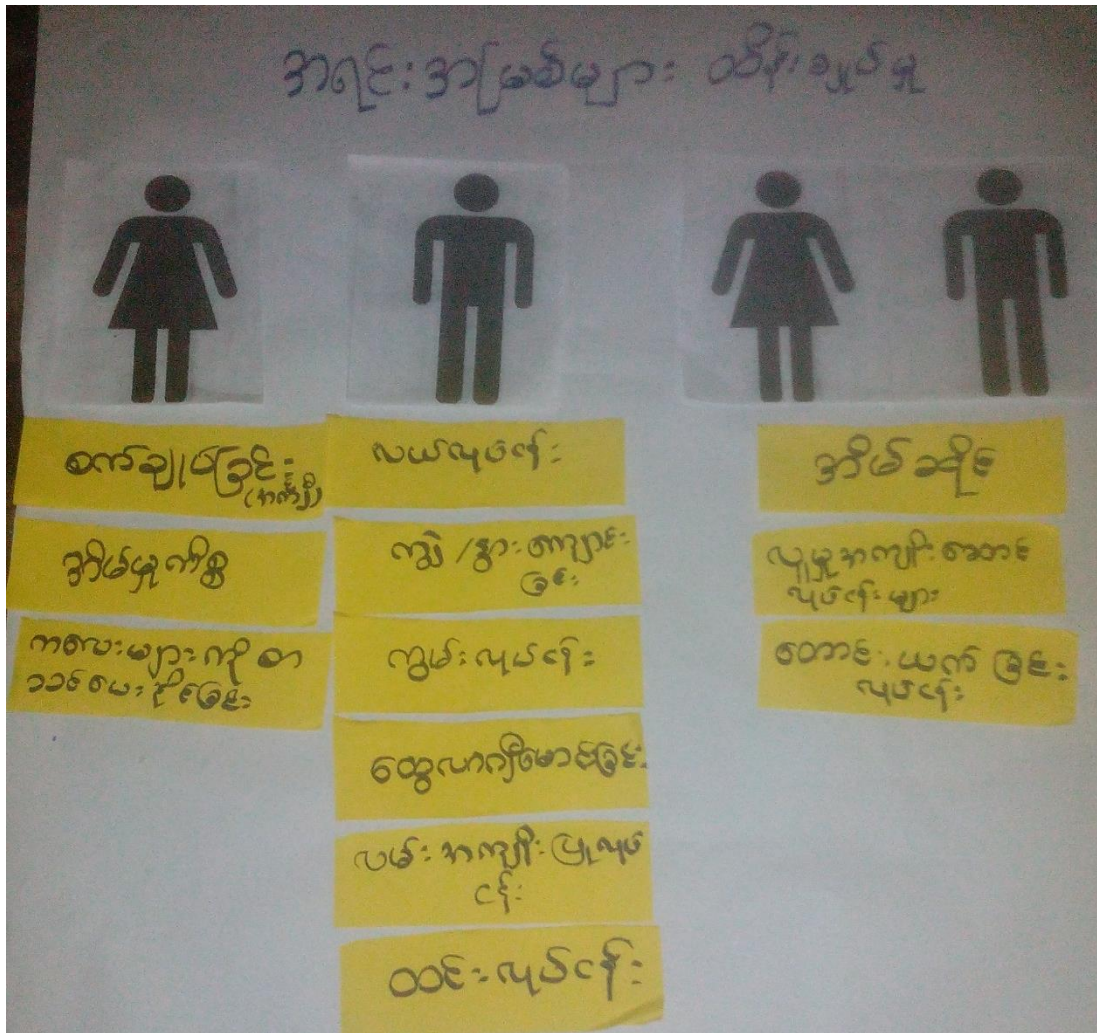 အရင်းအမြစ်များ ထိန်းချုပ်မှု
စက်ချုပ်ခြင်း
(အင်္ကျီ)
အိမ်မှုကိစ္စ
ကလေးများကို စာ
သင်ပေးနိုင်ခြင်း
လယ်လုပ်ငန်း
ကျွဲ/နွားကျောင်း
ခြင်း
ကွမ်းလုပ်ငန်း
ထွေလာဂျီမောင်းခြင်း
လမ်းအကျိုးပြုလုပ်
ငန်း
ထင်းလုပ်ငန်း
အိမ်ဆိုင်
လူမှုအကျိုးဆောင်
လုပ်ငန်းများ
တောင်းယက်ခြင်း
လုပ်ငန်း